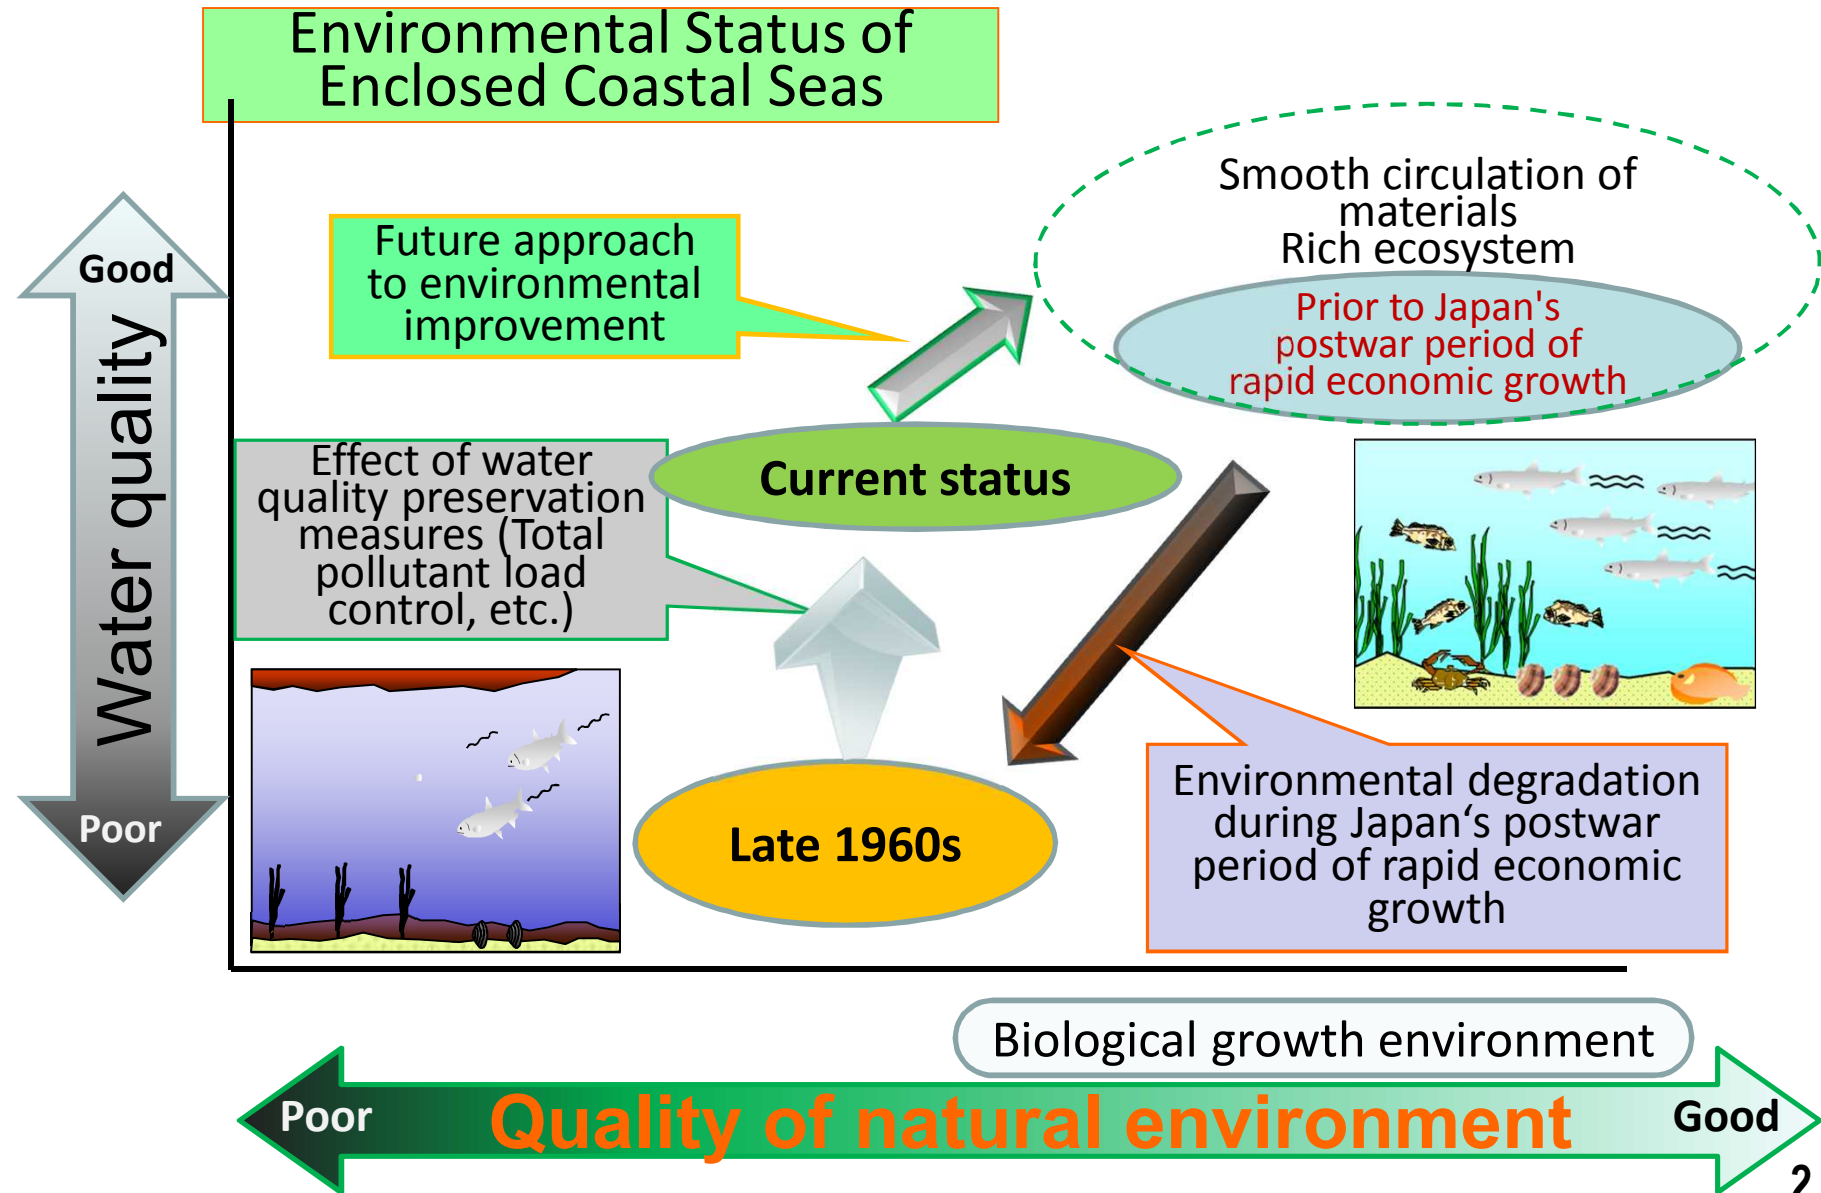 Environmental Status of
Enclosed Coastal Seas
Smooth circulation of
materials
Rich ecosystem
Prior to Japan's
postwar period of
rapid economic growth
Future approach
to environmental
improvement
Good
Water quality
Poor
Effect of water
quality preservation
measures (Total
pollutant load
control, etc.)
Current status
Late 1960s
Environmental degradation
during Japan‘s postwar
period of rapid economic
growth
Biological growth environment
Poor
Quality of natural environment
Good
2